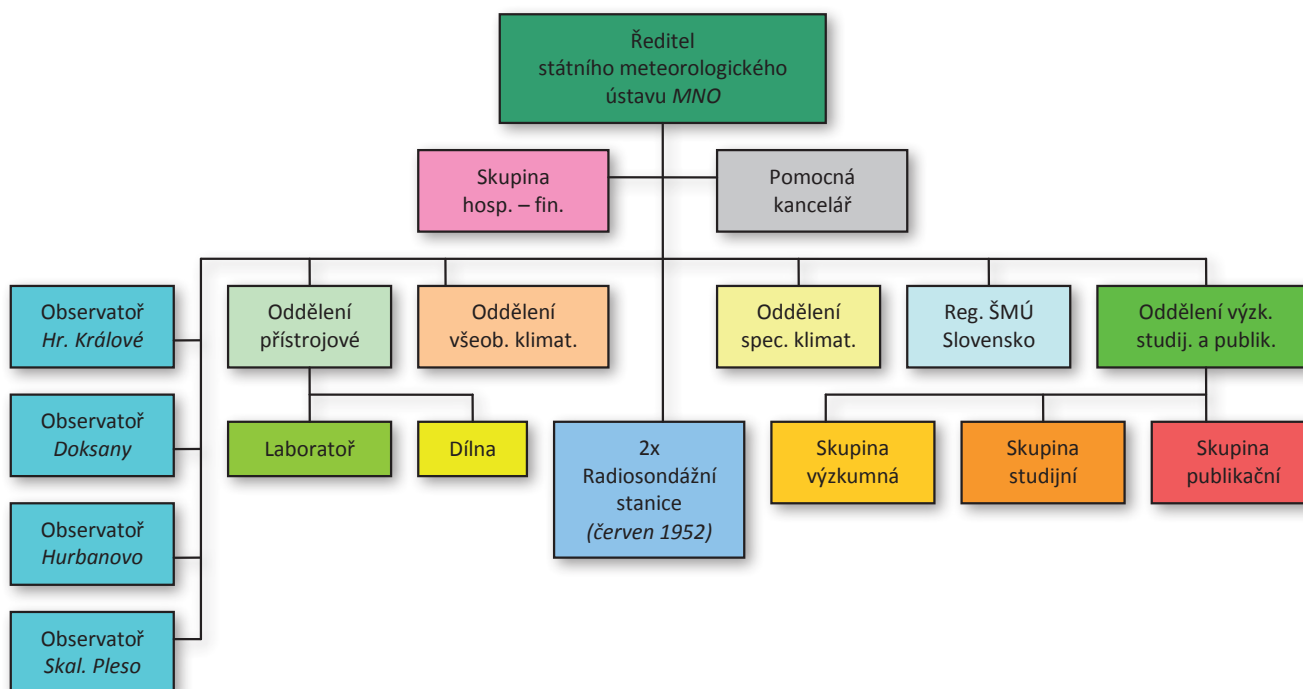 Ředitel
státního meteorologického
ústavu MNO
Skupina
hosp. – fin.
Pomocná
kancelář
Observatoř
Hr. Králové
Oddělení
přístrojové
Oddělení
všeob. klimat.
Oddělení
spec. klimat.
Reg. ŠMÚ
Slovensko
Oddělení výzk.
studij. a publik.
Observatoř
Doksany
Laboratoř
Dílna
2x
Radiosondážní
stanice
(červen 1952)
Skupina
výzkumná
Skupina
studijní
Skupina
publikační
Observatoř
Hurbanovo
Observatoř
Skal. Pleso